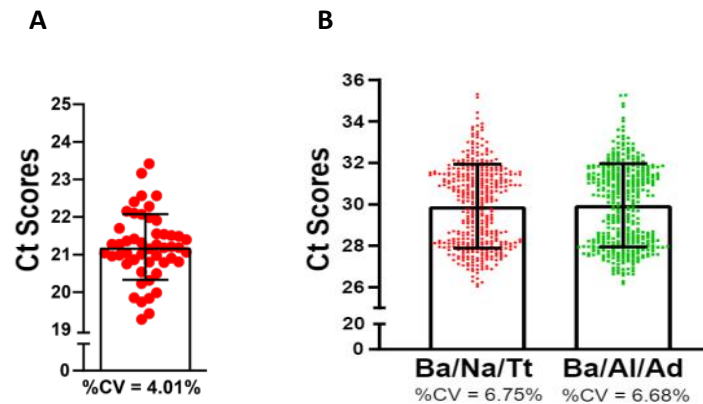 A
B
Ct Scores
25
24
23
22
21
20
19
0
%CV = 4.01%
Ct Scores
36
34
32
30
28
26
20
0
Ba/Na/Tt Ba/Al/Ad
%CV = 6.75% %CV = 6.68%